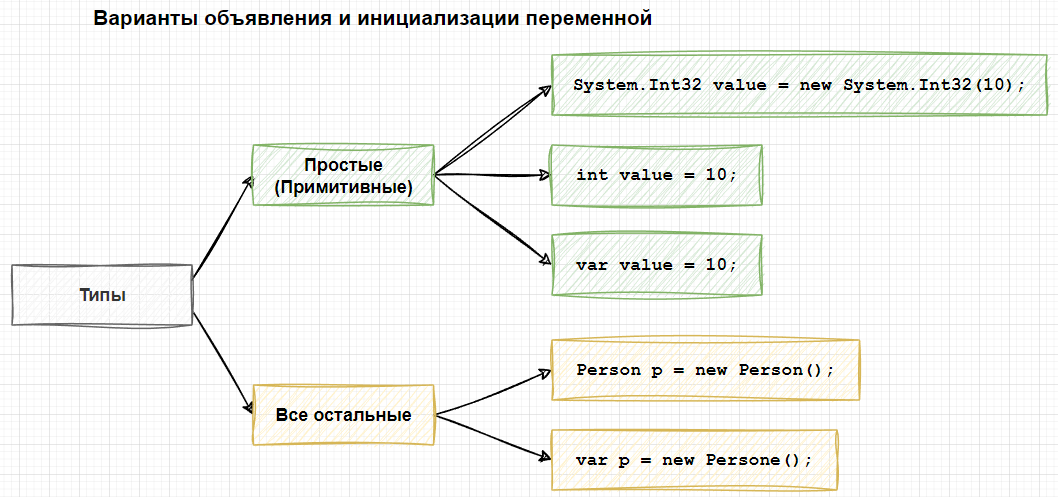 Варианты объявления и инициализации переменной
System.Int32 value = new System.Int32(10);
Простые
(Примитивные)
int value = 10;
var value = 10;
Типы
Person p = new Person();
Все остальные
var p = new Persone();